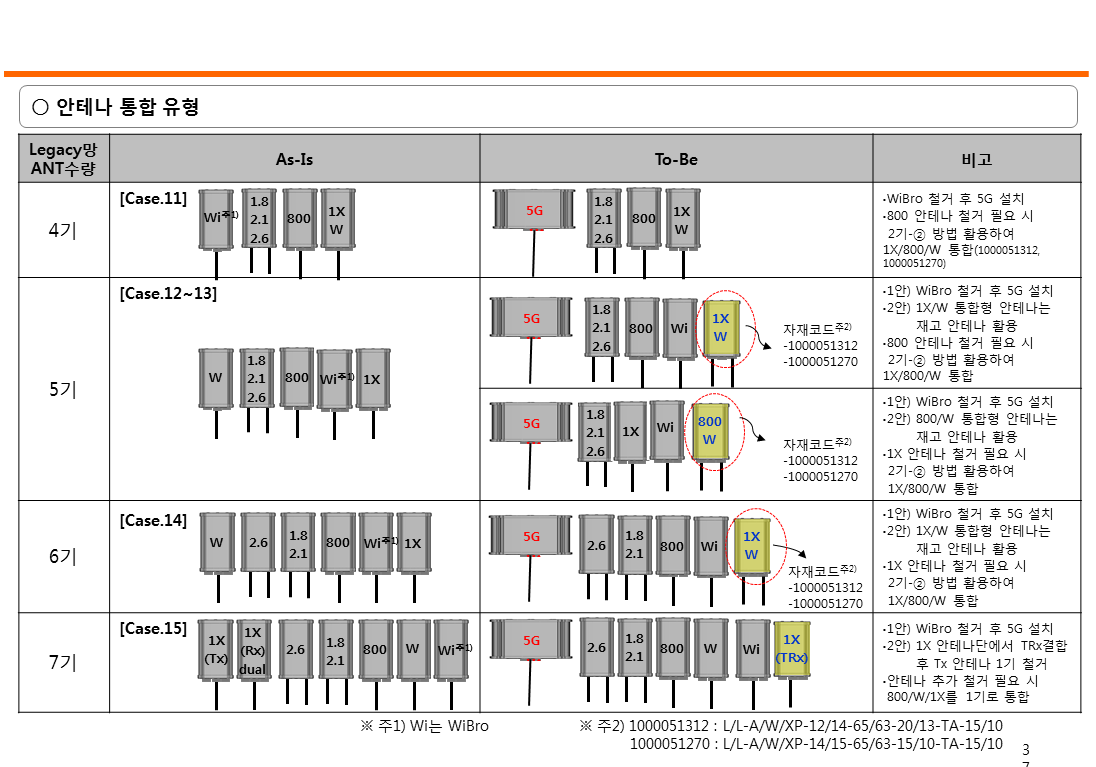 ○ 안테나 통합 유형
Legacy망
ANT수량
As-Is
To-Be
비고
4기
[Case.11]
Wi주1)
1.8
2.1
2.6
800
1X
W
5G
1.8
2.1
2.6
800
1X
W
•WiBro 철거 후 5G 설치
•800 안테나 철거 필요 시
2기-② 방법 활용하여
1X/800/W 통합(1000051312,
1000051270)
5기
[Case.12~13]
W
1.8
2.1
2.6
800
Wi주1)
1X
5G
1.8
2.1
2.6
800
Wi
1X
W
자재코드주2)
-1000051312
-1000051270
•1안) WiBro 철거 후 5G 설치
•2안) 1X/W 통합형 안테나는
재고 안테나 활용
•800 안테나 철거 필요 시
2기-② 방법 활용하여
1X/800/W 통합
5G
1.8
2.1
2.6
1X
Wi
800
W
자재코드주2)
-1000051312
-1000051270
•1안) WiBro 철거 후 5G 설치
•2안) 800/W 통합형 안테나는
재고 안테나 활용
•1X 안테나 철거 필요 시
2기-② 방법 활용하여
1X/800/W 통합
6기
[Case.14]
W
2.6
1.8
2.1
800
Wi주1)
1X
5G
2.6
1.8
2.1
800
Wi
1X
W
자재코드주2)
-1000051312
-1000051270
•1안) WiBro 철거 후 5G 설치
•2안) 1X/W 통합형 안테나는
재고 안테나 활용
•1X 안테나 철거 필요 시
2기-② 방법 활용하여
1X/800/W 통합
7기
[Case.15]
1X
(Tx)
1X
(Rx)
dual
2.6
1.8
2.1
800
W
Wi주1)
5G
2.6
1.8
2.1
800
W
Wi
1X
(TRx)
•1안) WiBro 철거 후 5G 설치
•2안) 1X 안테나단에서 TRx결합
후 Tx 안테나 1기 철거
•안테나 추가 철거 필요 시
800/W/1X를 1기로 통합
※ 주1) Wi는 WiBro
※ 주2) 1000051312 : L/L-A/W/XP-12/14-65/63-20/13-TA-15/10
1000051270 : L/L-A/W/XP-14/15-65/63-15/10-TA-15/10
3